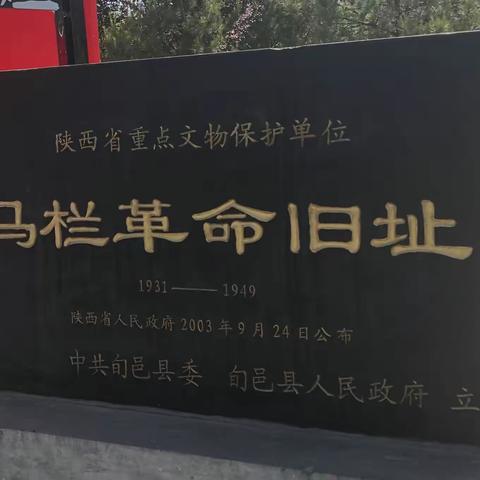 陕西省重点文物保护单位
马栏革命旧址
1931——1949
陕西省人民政府2003年9月24日公布
中共旬邑县委 旬邑县人民政府 立